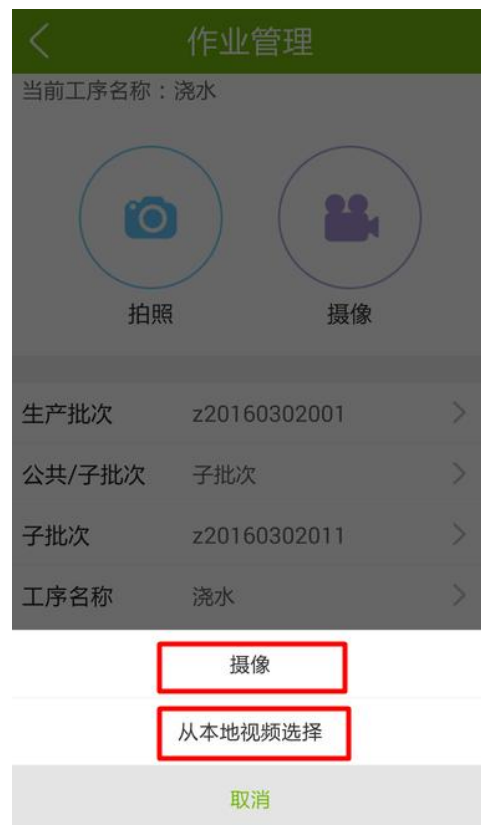 作业管理
当前工序名称：浇水
拍照 摄像
生产批次 z20160302001
公共/子批次 子批次
子批次 z20160302011
工序名称 浇水
摄像
从本地视频选择
取消